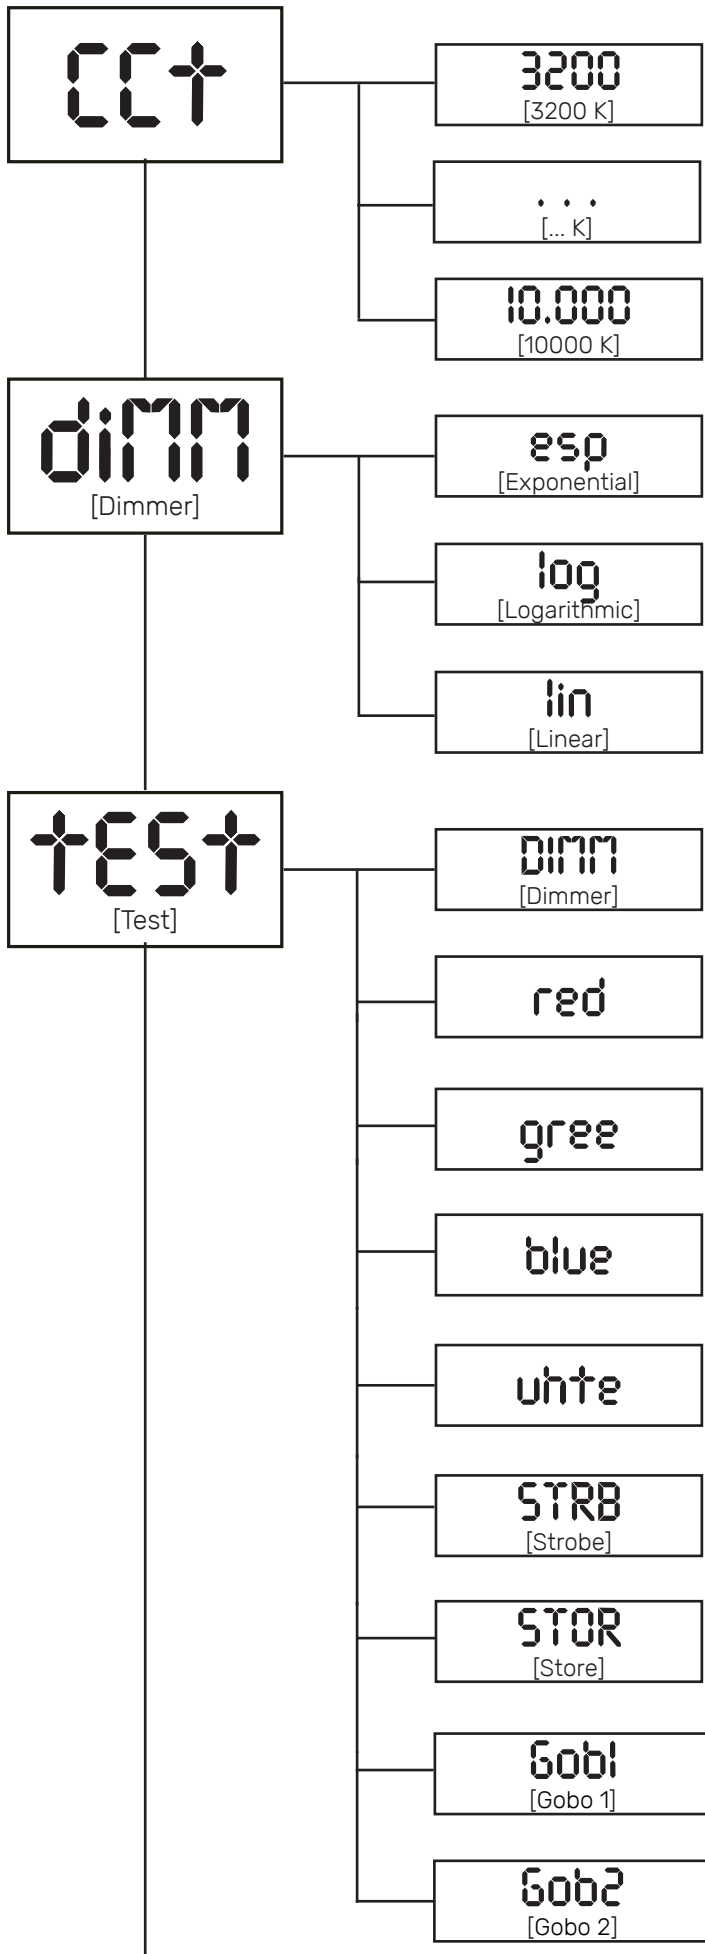 CCt
3200
[3200 K]
...
[... K]
10.000
[10000 K]
diMM
[Dimmer]
esp
[Exponential]
log
[Logarithmic]
lin
[Linear]
tESt
[Test]
DIMM
[Dimmer]
red
gree
blue
uhte
STRB
[Strobe]
STOR
[Store]
Gob1
[Gobo 1]
Gob2
[Gobo 2]